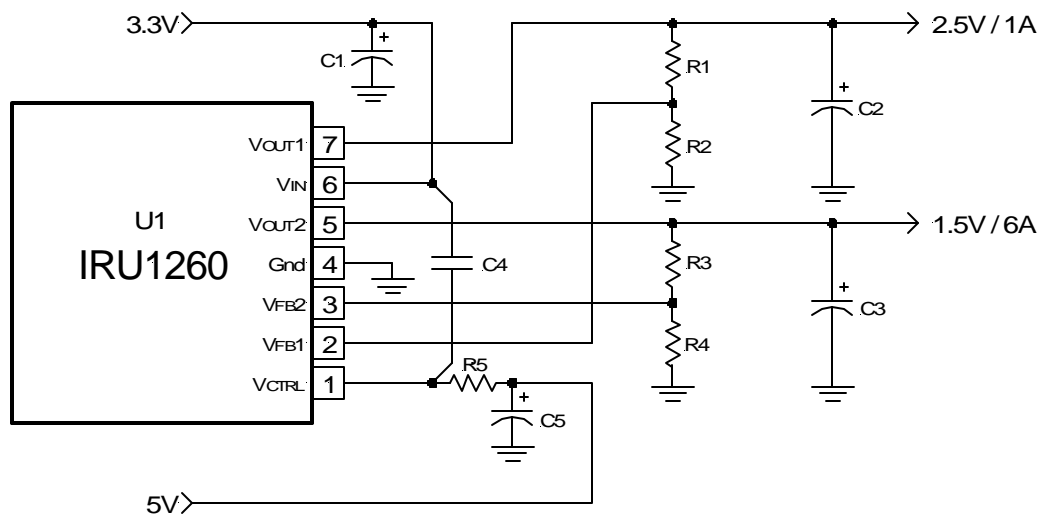 3.3V
2.5V / 1A
C1
+
R1
+
C2
VOUT1 7
R2
VIN 6
U1
VOUT2 5
1.5V / 6A
IRU1260
Gnd 4
C4
R3
+
VFB2 3
C3
VFB1 2
R4
R5
VCTRL 1
+
C5
5V